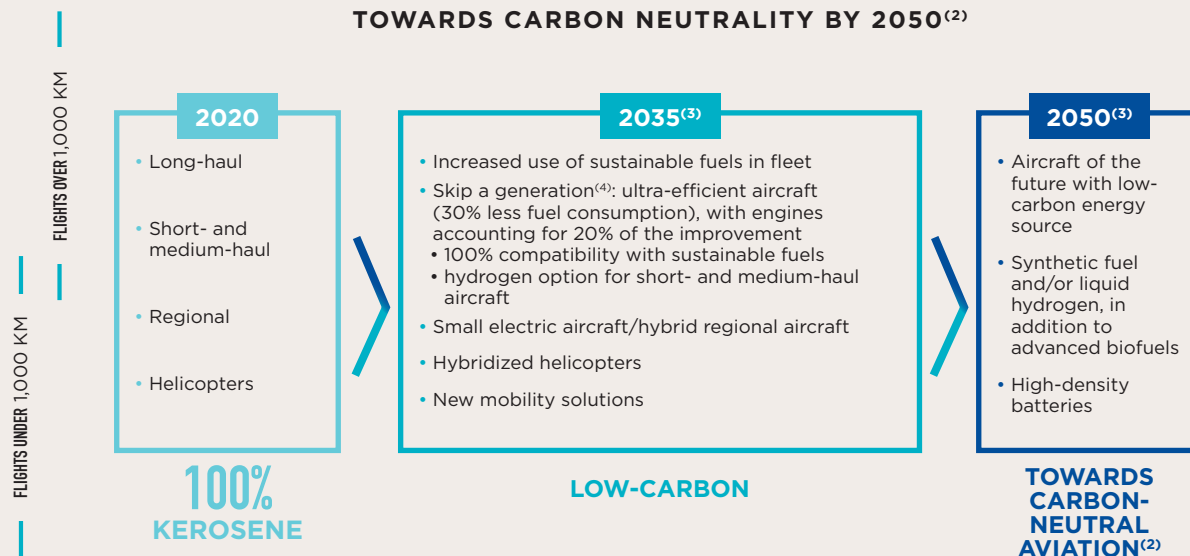 TOWARDS CARBON NEUTRALITY BY 2050(2)
FLIGHTS OVER 1,000 KM
FLIGHTS UNDER 1,000 KM
2020
• Long-haul
• Short- and
medium-haul
• Regional
• Helicopters
100%
KEROSENE
2035(3)
• Increased use of sustainable fuels in fleet
• Skip a generation(4): ultra-efficient aircraft
(30% less fuel consumption), with engines
accounting for 20% of the improvement
• 100% compatibility with sustainable fuels
• hydrogen option for short- and medium-haul
aircraft
• Small electric aircraft/hybrid regional aircraft
• Hybridized helicopters
• New mobility solutions
LOW-CARBON
2050(3)
• Aircraft of the
future with low-
carbon energy
source
• Synthetic fuel
and/or liquid
hydrogen, in
addition to
advanced biofuels
• High-density
batteries
TOWARDS
CARBON-
NEUTRAL
AVIATION(2)